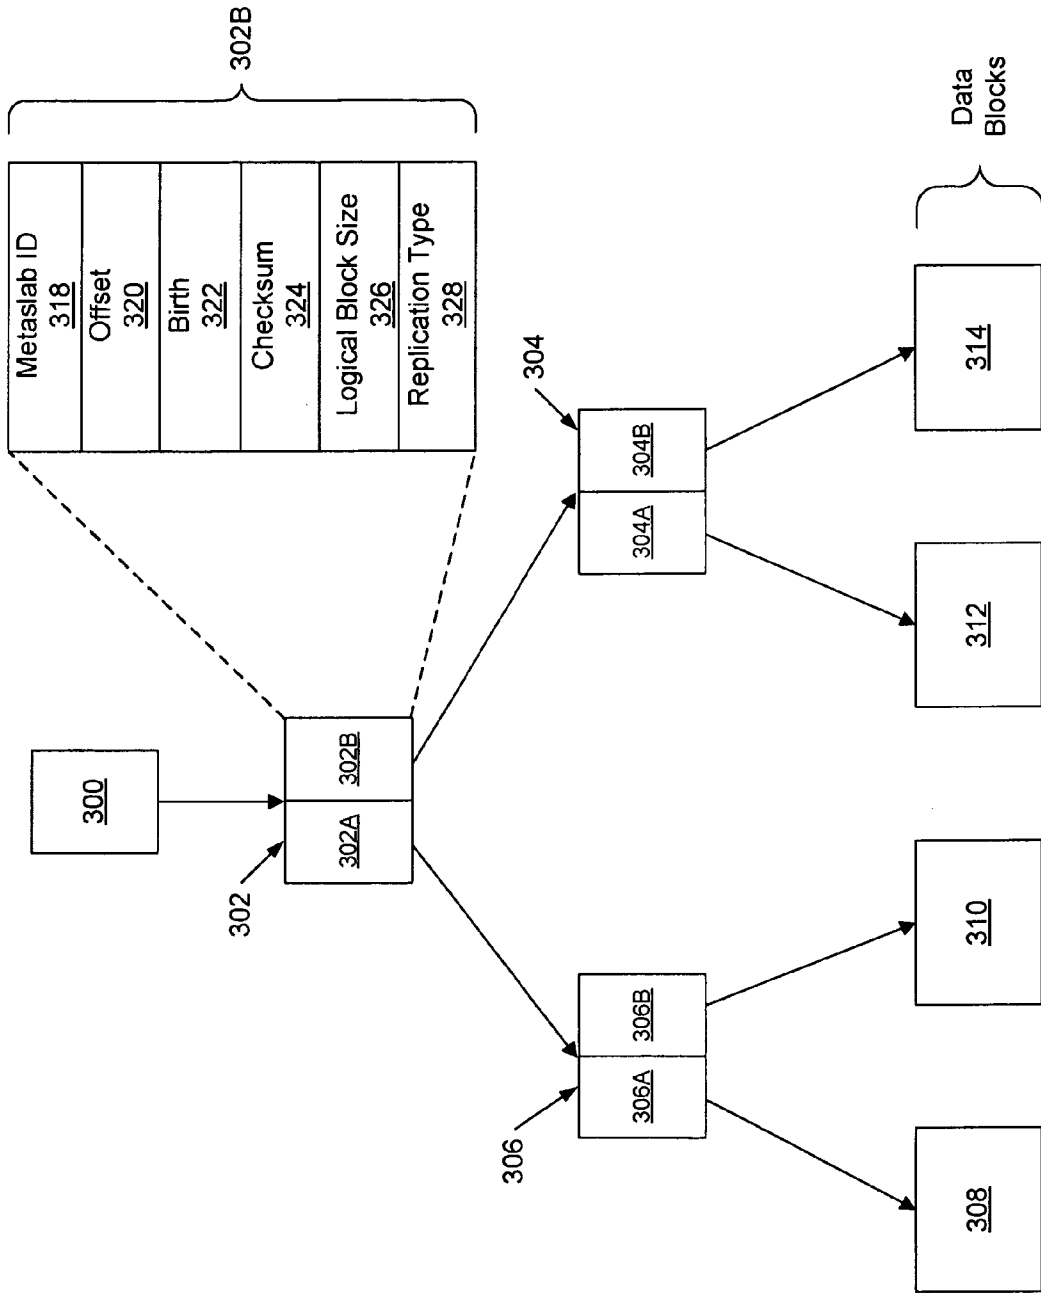 300
302
302A
302B
Metaslab ID
318
Offset
320
Birth
322
Checksum
324
Logical Block Size
326
Replication Type
328
302B
306
306A
306B
304A
304B
304
308
310
312
314
Data
Blocks